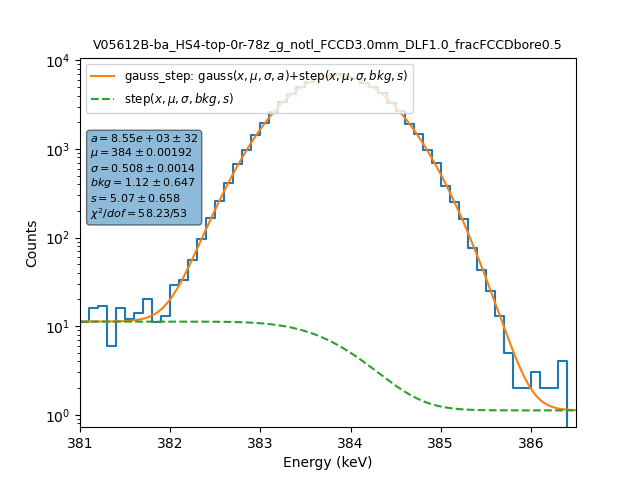 V05612B-ba_HS4-top-0r-78z_g_notl_FCCD3.0mm_DLF1.0_fracFCCDbore0.5
gauss_step: gauss(x, μ, σ, a)+step(x, μ, σ, bkg, s)
step(x, μ, σ, bkg, s)
a = 8.55e + 03 ± 32
μ = 384 ± 0.00192
σ = 0.508 ± 0.0014
bkg = 1.12 ± 0.647
s = 5.07 ± 0.658
χ²/dof = 58.23/53
10⁴
10³
10²
10¹
10⁰
Counts
381 382 383 384 385 386
Energy (keV)